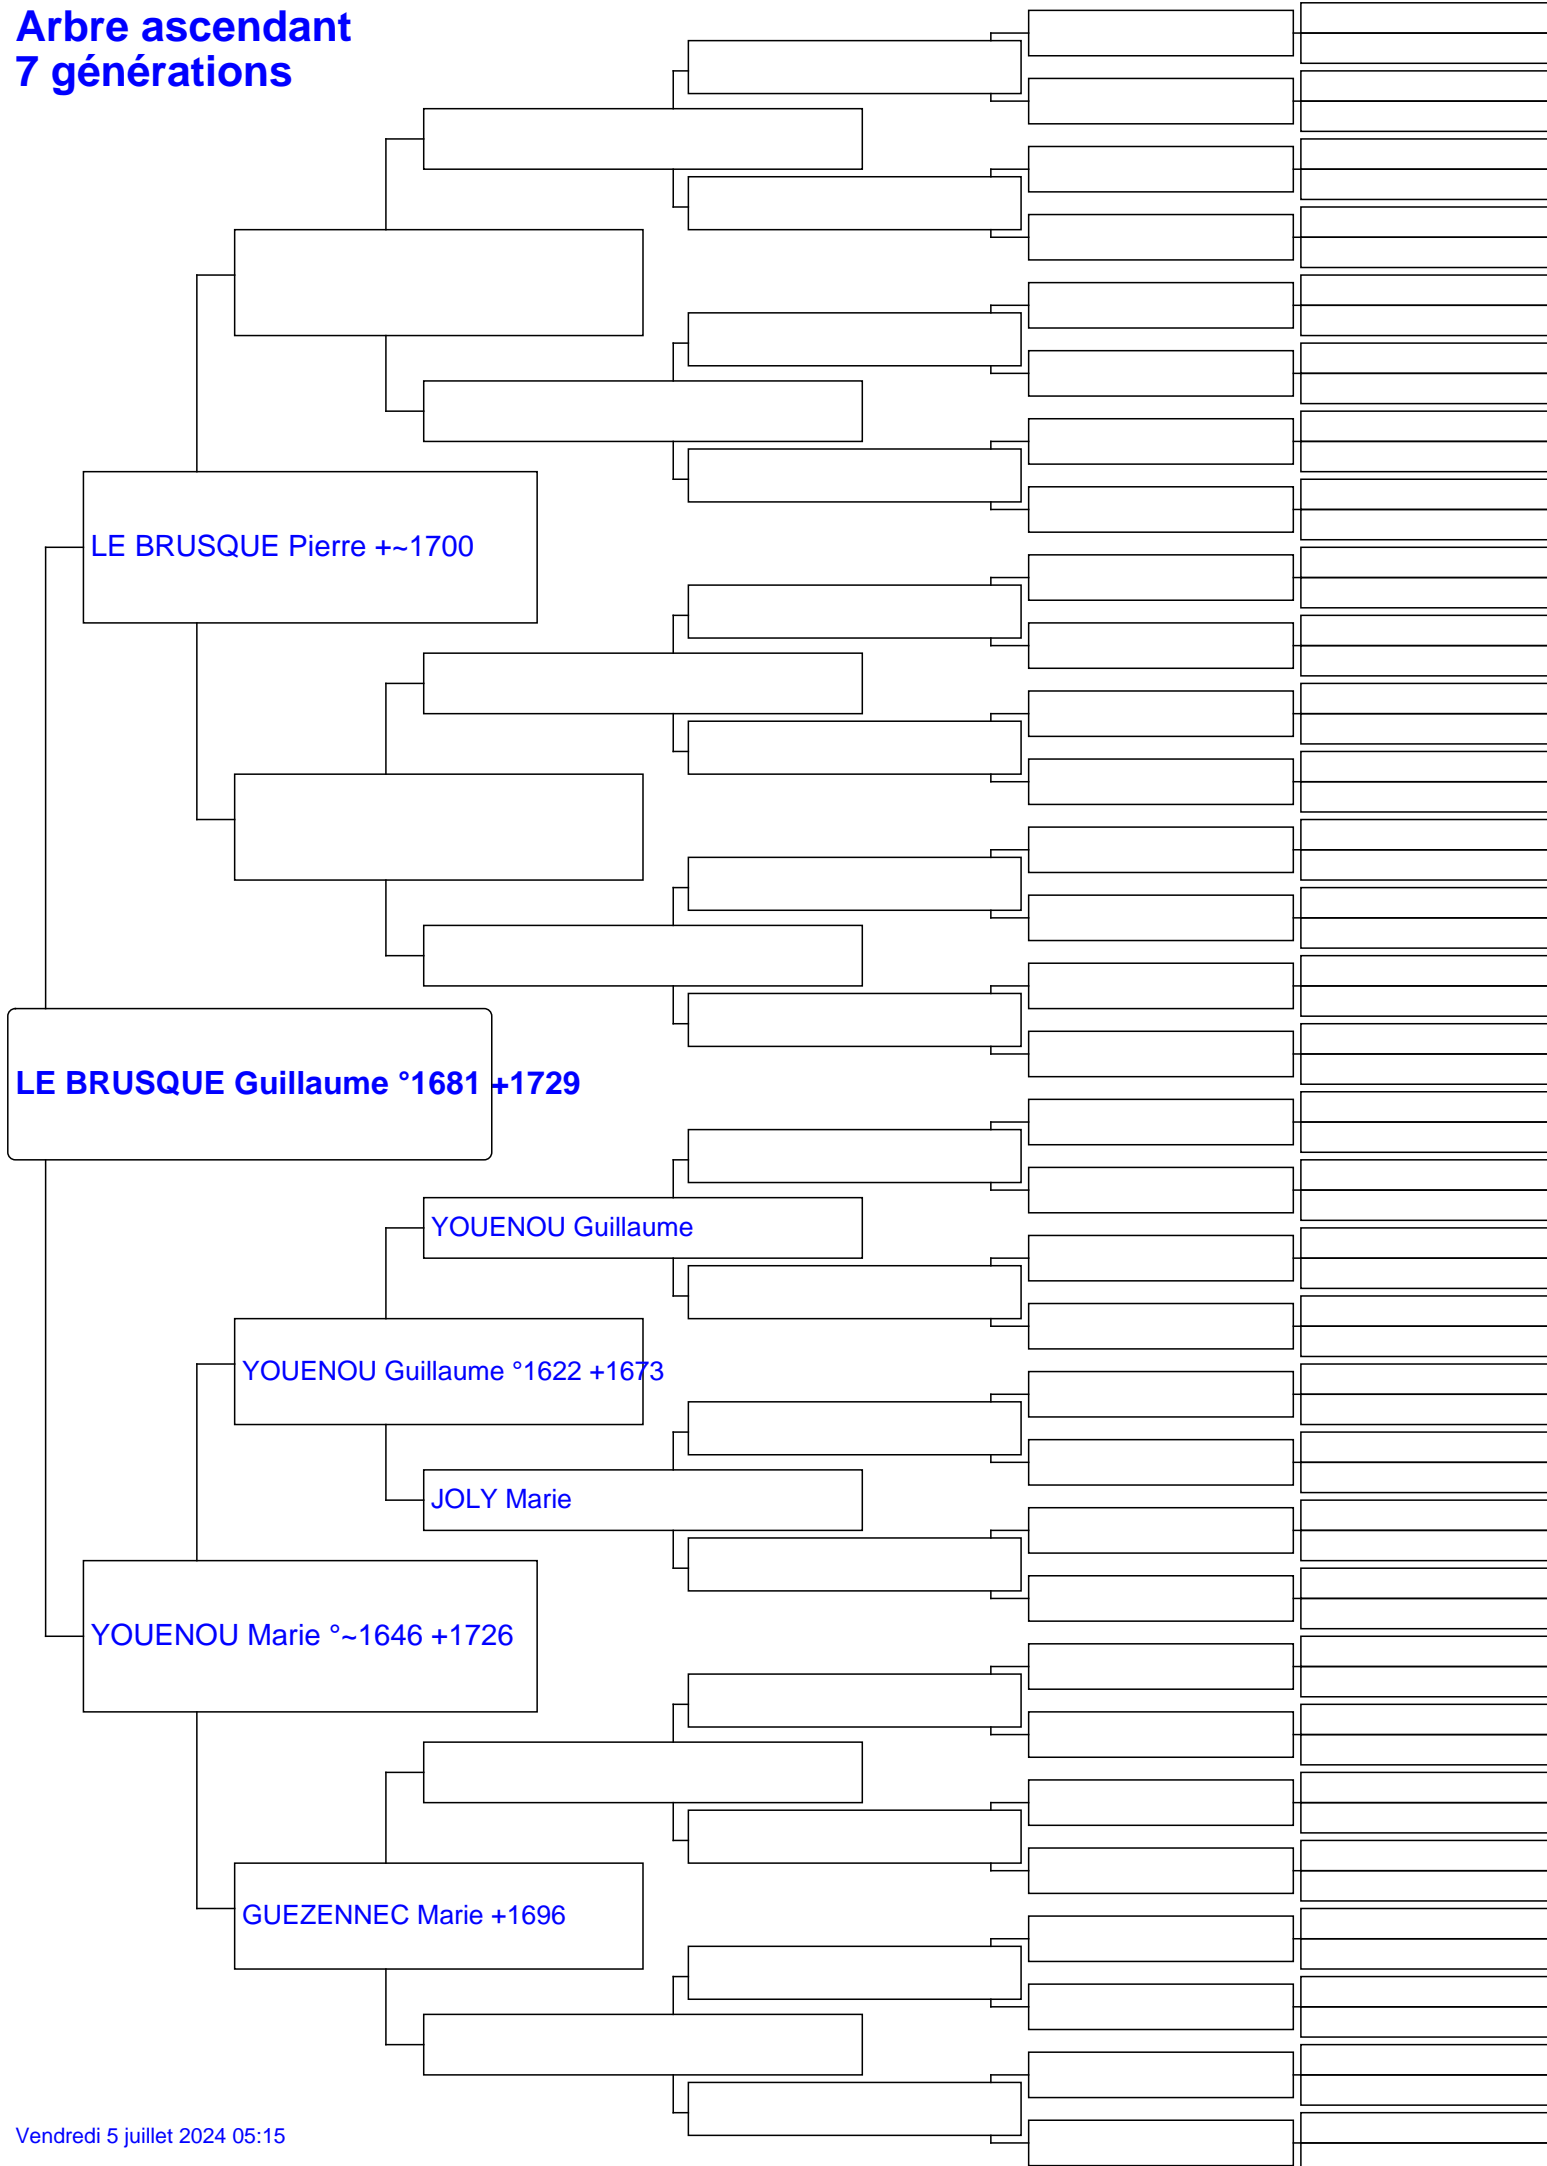 Arbre ascendant
7 générations
LE BRUSQUE Pierre +~1700
LE BRUSQUE Guillaume °1681 +1729
YOUENOU Guillaume
YOUENOU Guillaume °1622 +1673
JOLY Marie
YOUENOU Marie °~1646 +1726
GUEZENNEC Marie +1696
Vendredi 5 juillet 2024 05:15